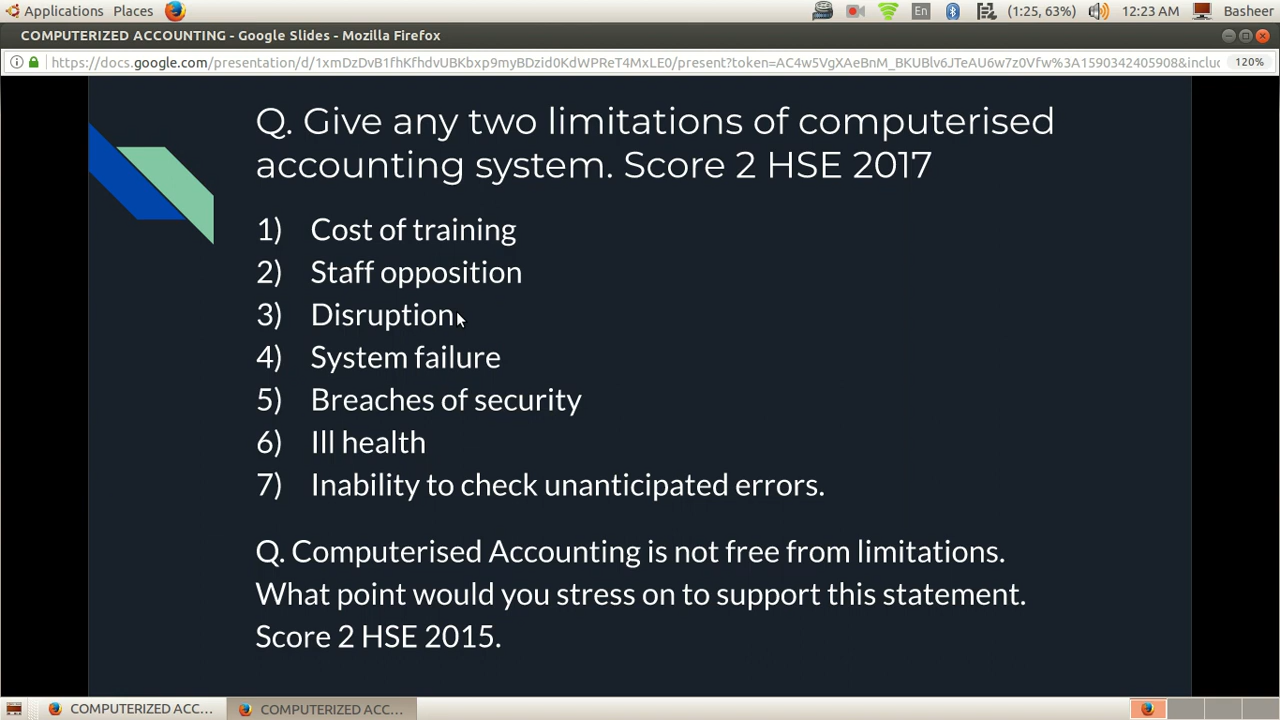 Applications Places En (1:25, 63%) 12:23 AM Basheer
COMPUTERIZED ACCOUNTING - Google Slides - Mozilla Firefox
https://docs.google.com/presentation/d/1xmDzDvB1fhKfhdvUBKbxp9myBDzid0KdWPReT4MxLE0/present?token=AC4w5VgXAeBnM_BKUBlv6JTeAU6w7z0Vfw%3A1590342405908&inclu 120%
Q. Give any two limitations of computerised
accounting system. Score 2 HSE 2017
1) Cost of training
2) Staff opposition
3) Disruption
4) System failure
5) Breaches of security
6) Ill health
7) Inability to check unanticipated errors.
Q. Computerised Accounting is not free from limitations.
What point would you stress on to support this statement.
Score 2 HSE 2015.
COMPUTERIZED ACC... COMPUTERIZED ACC...